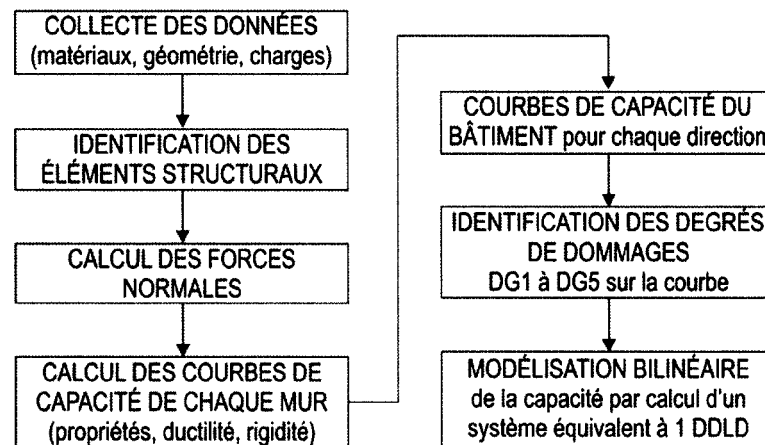 COLLECTE DES DONNÉES
(matériaux, géométrie, charges)
IDENTIFICATION DES
ÉLÉMENTS STRUCTURAUX
CALCUL DES FORCES
NORMALES
CALCUL DES COURBES DE
CAPACITÉ DE CHAQUE MUR
(propriétés, ductilité, rigidité)
COURBES DE CAPACITÉ DU
BÂTIMENT pour chaque direction
IDENTIFICATION DES DEGRÉS
DE DOMMAGES
DG1 à DG5 sur la courbe
MODÉLISATION BILINÉAIRE
de la capacité par calcul d'un
système équivalent à 1 DDLD